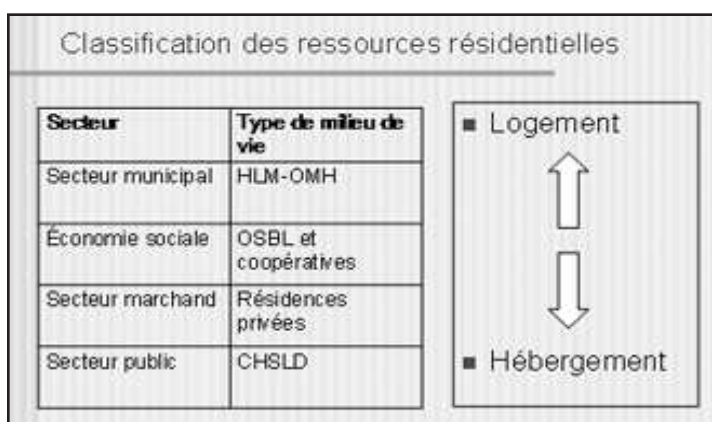 Classification des ressources résidentielles
Secteur
Type de milieu de
vie
Secteur municipal
HLM-OMH
Économie sociale
OSBL et
coopératives
Secteur marchand
Résidences
privées
Secteur public
CHSLD
Logement
Hébergement